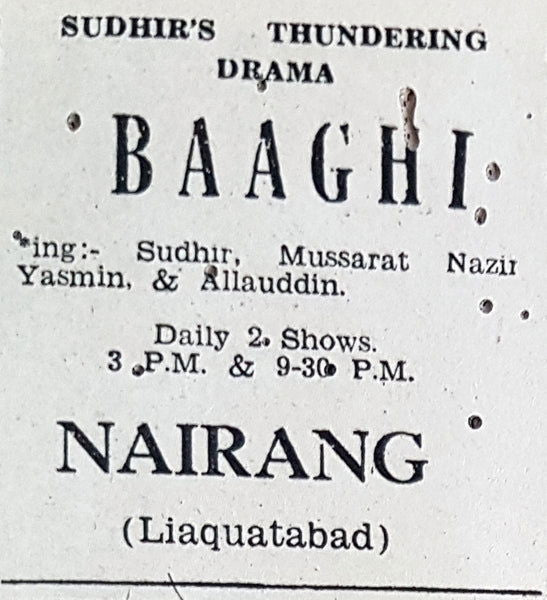 SUDHIR'S THUNDERING
DRAMA
BAAGHI
*ing:- Sudhir, Mussarat Nazir
Yasmin, & Allauddin.
Daily 2 Shows.
3 P.M. & 9-30 P.M.
NAIRANG
(Liaquatabad)